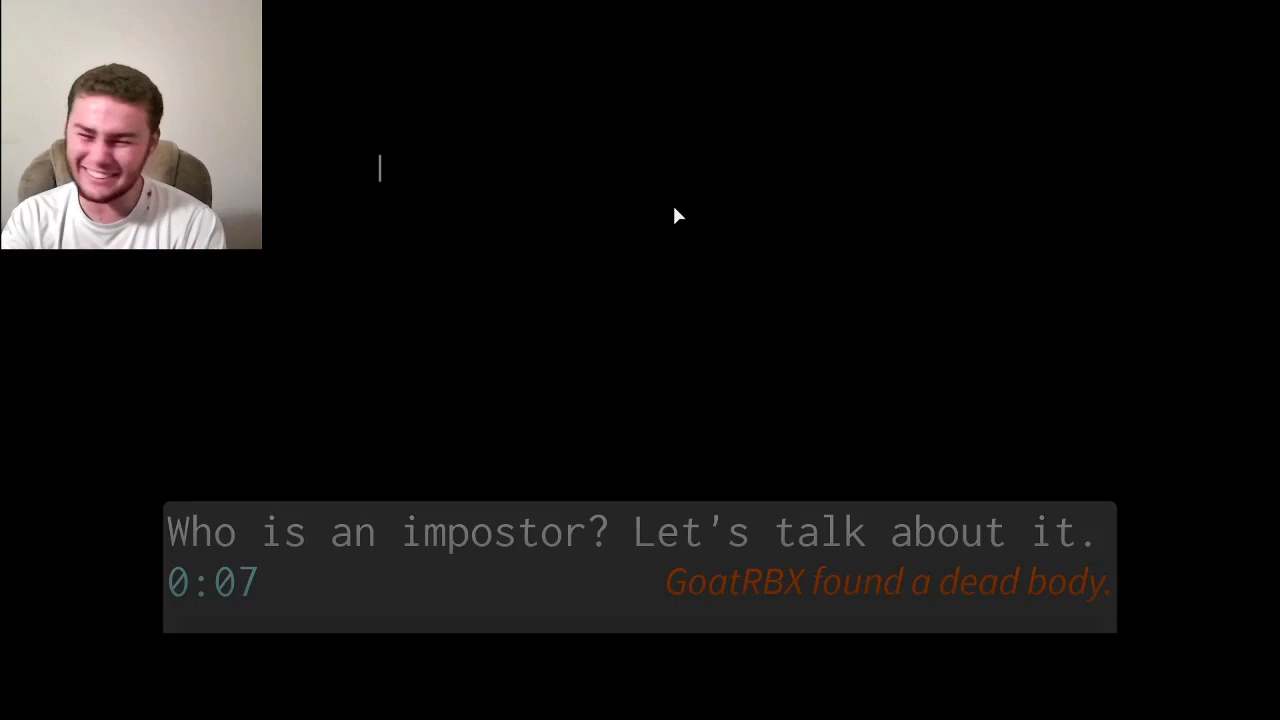 Who is an impostor? Let's talk about it.
0:07
GoatRBX found a dead body.